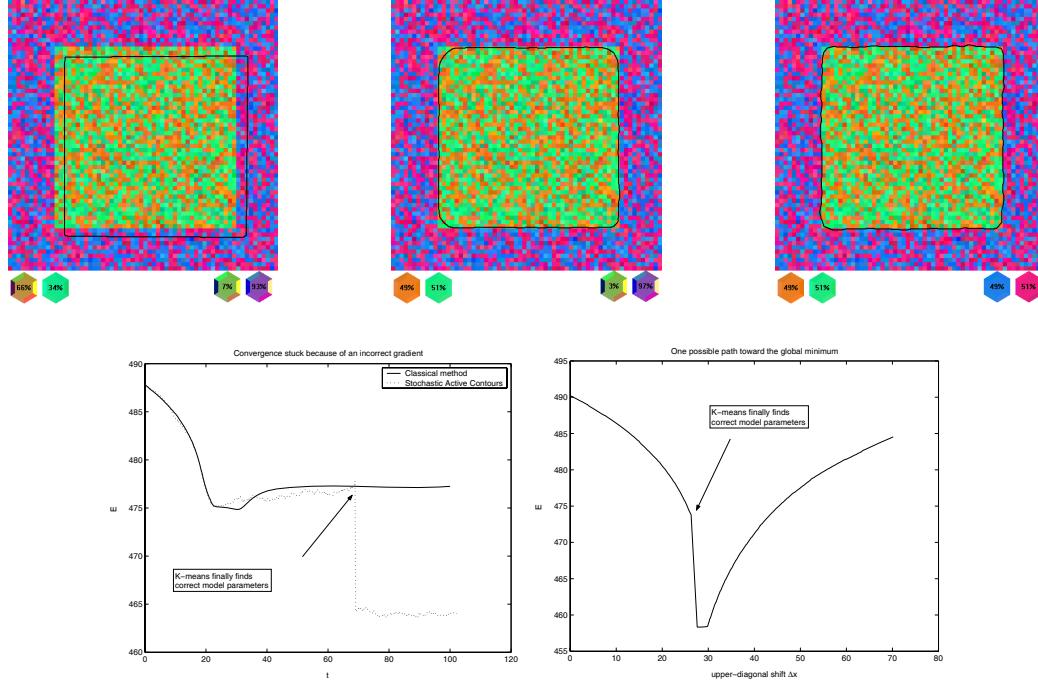 66% 34% 7% 93% 49% 51% 3% 97% 49% 51% 49% 51%
Convergence stuck because of an incorrect gradient
490
485
480
475
470
465
460
E
Classical method
Stochastic Active Contours
K-means finally finds
correct model parameters
0 20 40 60 80 100 120
t
One possible path toward the global minimum
495
490
485
480
475
470
465
460
455
E
K-means finally finds
correct model parameters
0 10 20 30 40 50 60 70 80
upper-diagonal shift Δx